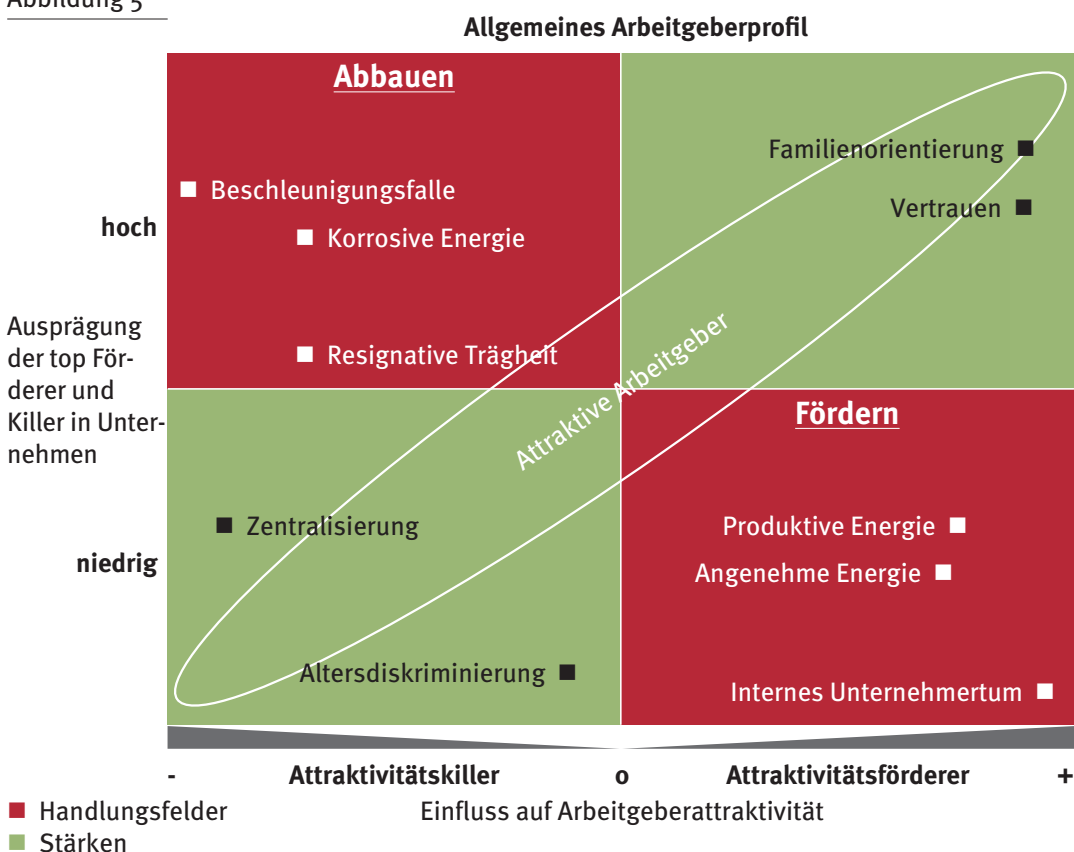 Abbildung 5
Allgemeines Arbeitgeberprofil
Abbauen
Familienorientierung
Beschleunigungsfalle
Vertrauen
hoch
Korrosive Energie
Ausprägung
der top För-
derer und
Killer in Unter-
nehmen
Resignative Trägheit
Attraktive Arbeitgeber
Fördern
Zentralisierung
Produktive Energie
niedrig
Angenehme Energie
Altersdiskriminierung
Internes Unternehmertum
- Attraktivitätskiller o Attraktivitätsförderer +
Handlungsfelder
Einfluss auf Arbeitgeberattraktivität
Stärken